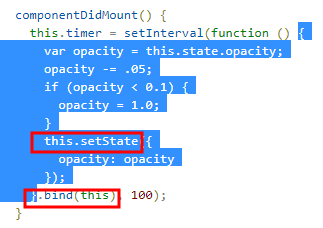 componentDidMount() {
this.timer = setInterval(function () {
var opacity = this.state.opacity;
opacity -= .05;
if (opacity < 0.1) {
opacity = 1.0;
}
this.setState({
opacity: opacity
});
}.bind(this), 100);
}